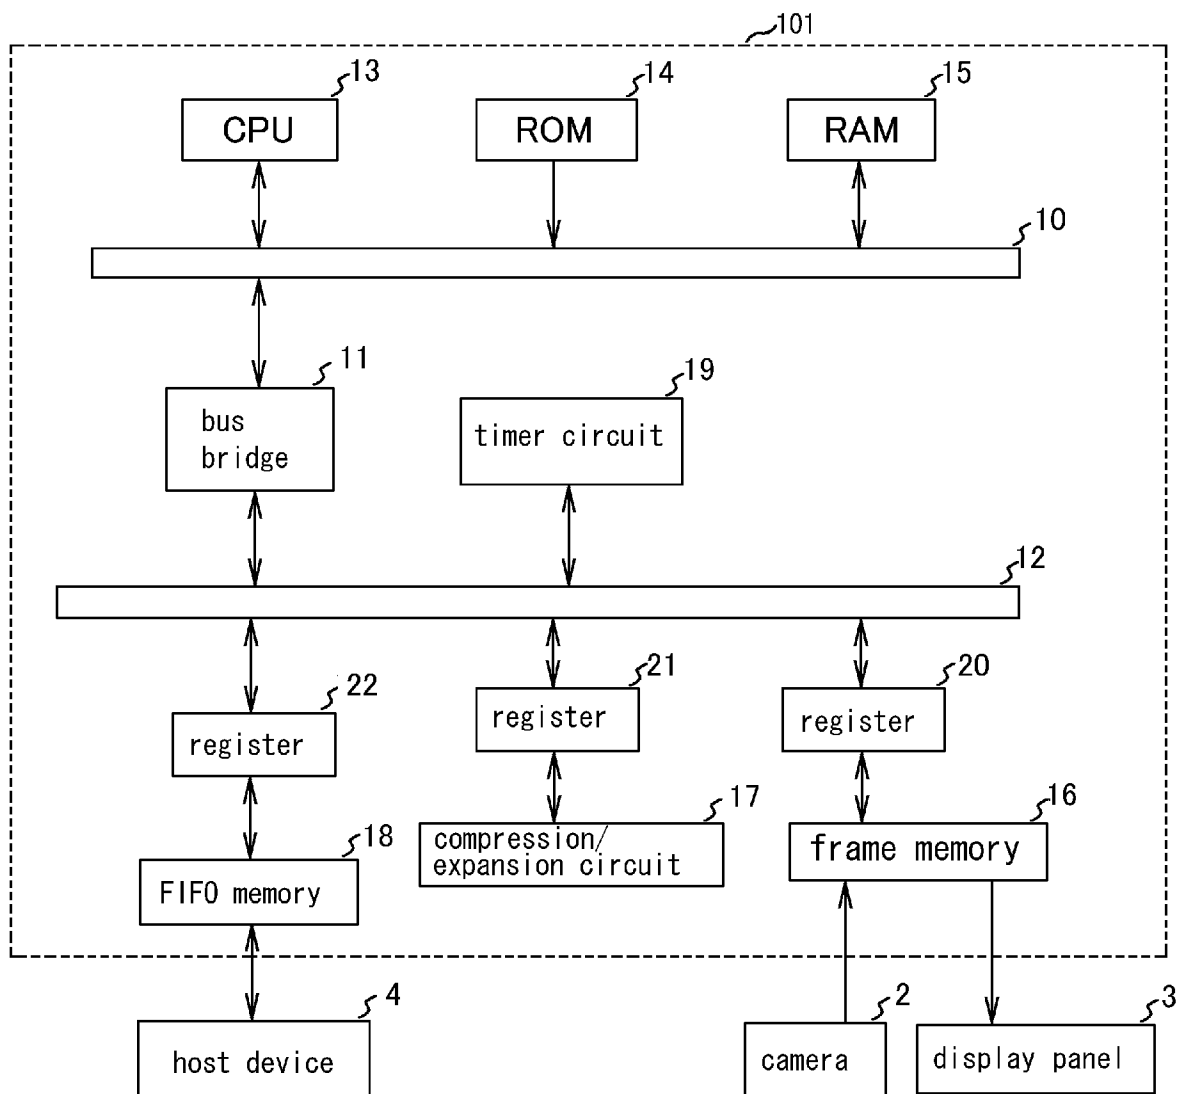 101
13
14
15
CPU
ROM
RAM
10
11
19
bus
bridge
timer circuit
12
22
21
20
register
register
register
18
17
16
FIFO memory
compression/
expansion circuit
frame memory
4
2
3
host device
camera
display panel